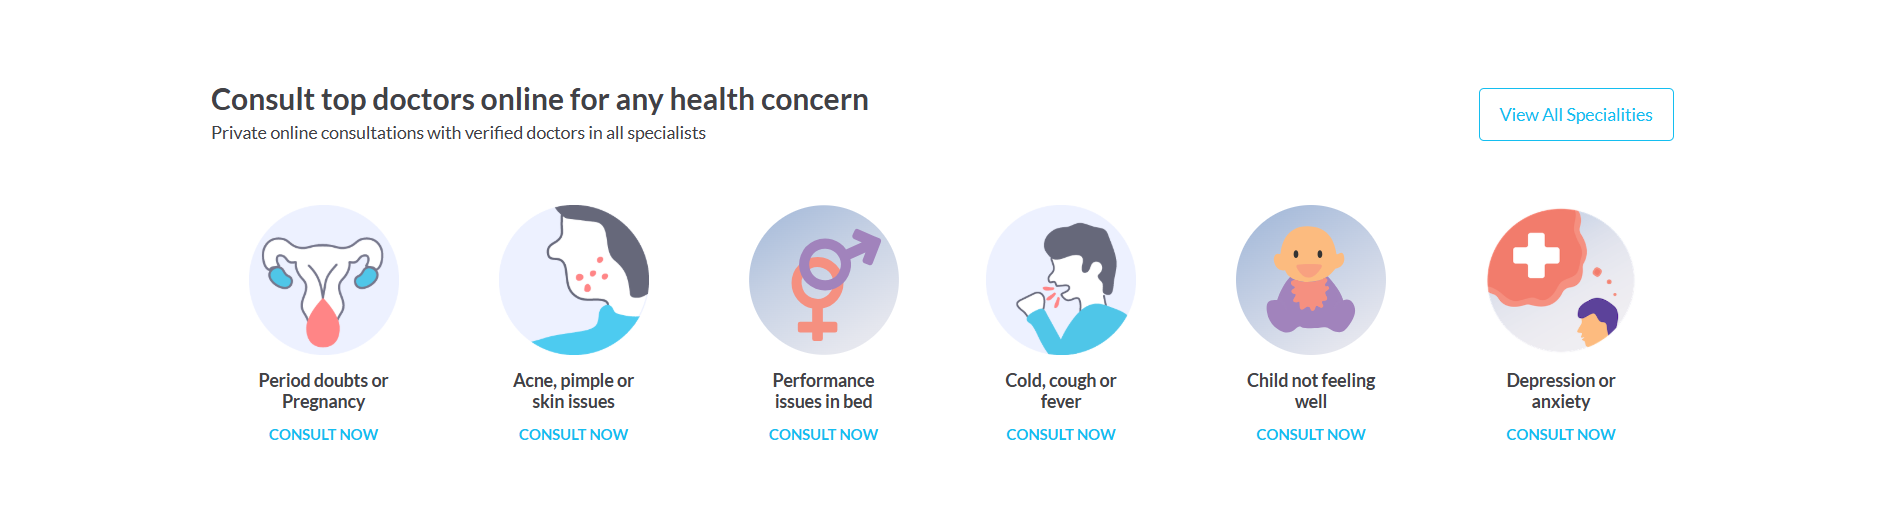 Consult top doctors online for any health concern
Private online consultations with verified doctors in all specialists
View All Specialities
Period doubts or
Pregnancy
CONSULT NOW
Acne, pimple or
skin issues
CONSULT NOW
Performance
issues in bed
CONSULT NOW
Cold, cough or
fever
CONSULT NOW
Child not feeling
well
CONSULT NOW
Depression or
anxiety
CONSULT NOW